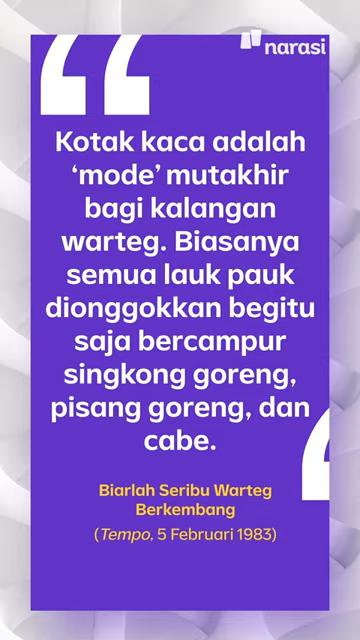 narasi
Kotak kaca adalah
‘mode’ mutakhir
bagi kalangan
warteg. Biasanya
semua lauk pauk
dionggokkan begitu
saja bercampur
singkong goreng,
pisang goreng, dan
cabe.
Biarlah Seribu Warteg
Berkembang
(Tempo, 5 Februari 1983)